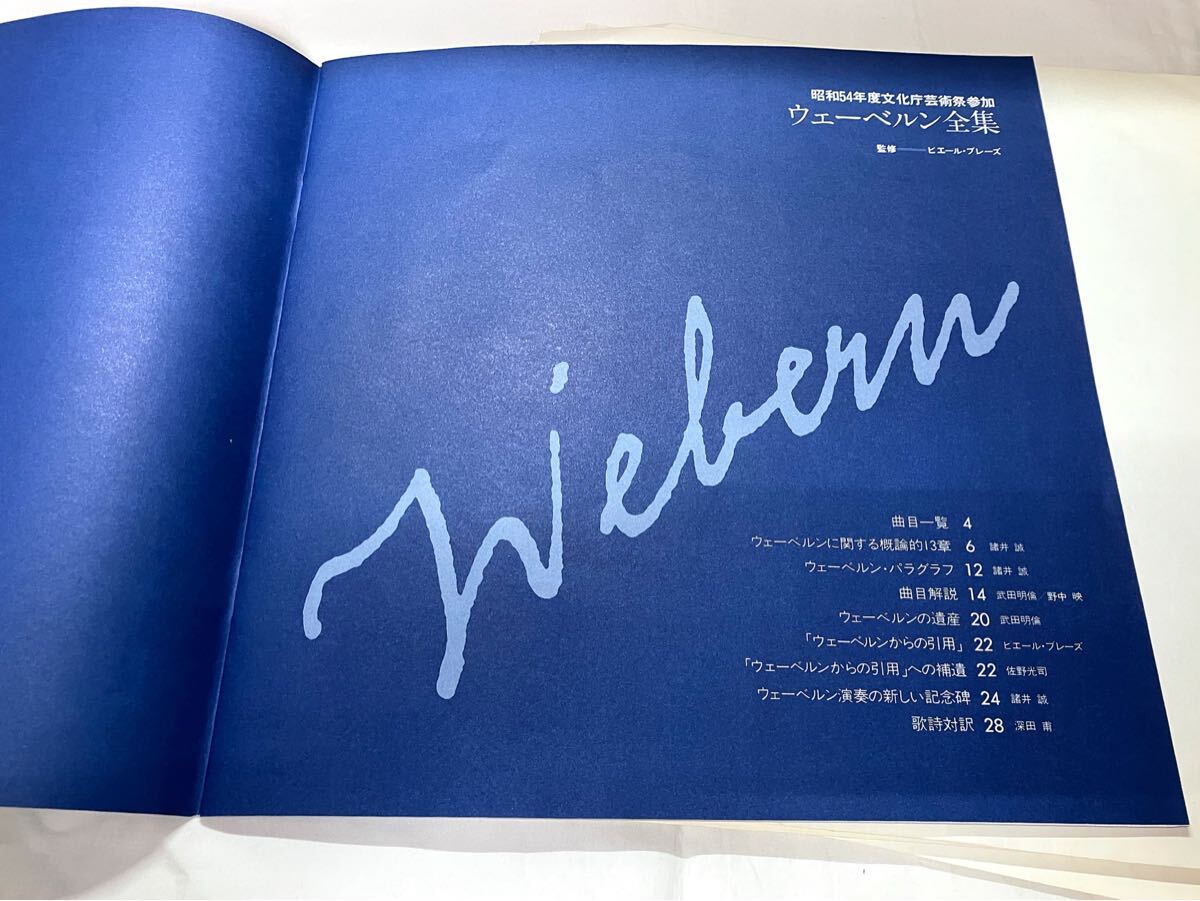 昭和54年度文化庁芸術祭参加
ウェーベルン全集
監修――ピエール・ブレーズ
Webern
曲目一覧 4
ウェーベルンに関する概論的13章 6 諸井 誠
ウェーベルン・パラグラフ 12 諸井 誠
曲目解説 14 武田明倫/野中 映
ウェーベルンの遺産 20 武田明倫
「ウェーベルンからの引用」 22 ピエール・ブレーズ
「ウェーベルンからの引用」への補遺 22 佐野光司
ウェーベルン演奏の新しい記念碑 24 諸井 誠
歌詩対訳 28 深田 甫